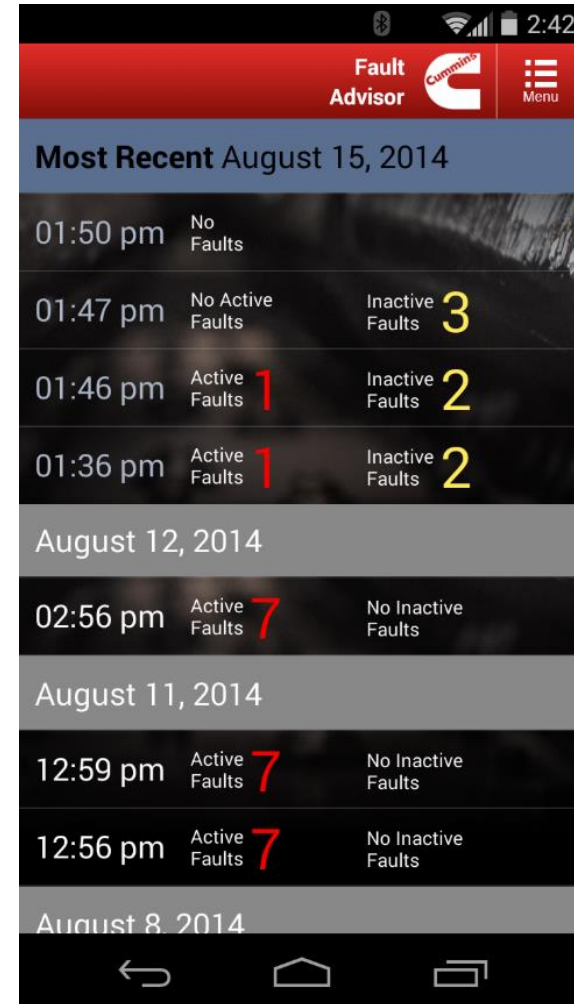 2:42
Fault
Advisor
Cummins
Menu
Most Recent August 15, 2014
01:50 pm No
Faults
01:47 pm No Active
Faults
Inactive
Faults 3
01:46 pm Active
Faults 1
Inactive
Faults 2
01:36 pm Active
Faults 1
Inactive
Faults 2
August 12, 2014
02:56 pm Active
Faults 7
No Inactive
Faults
August 11, 2014
12:59 pm Active
Faults 7
No Inactive
Faults
12:56 pm Active
Faults 7
No Inactive
Faults
August 8, 2014